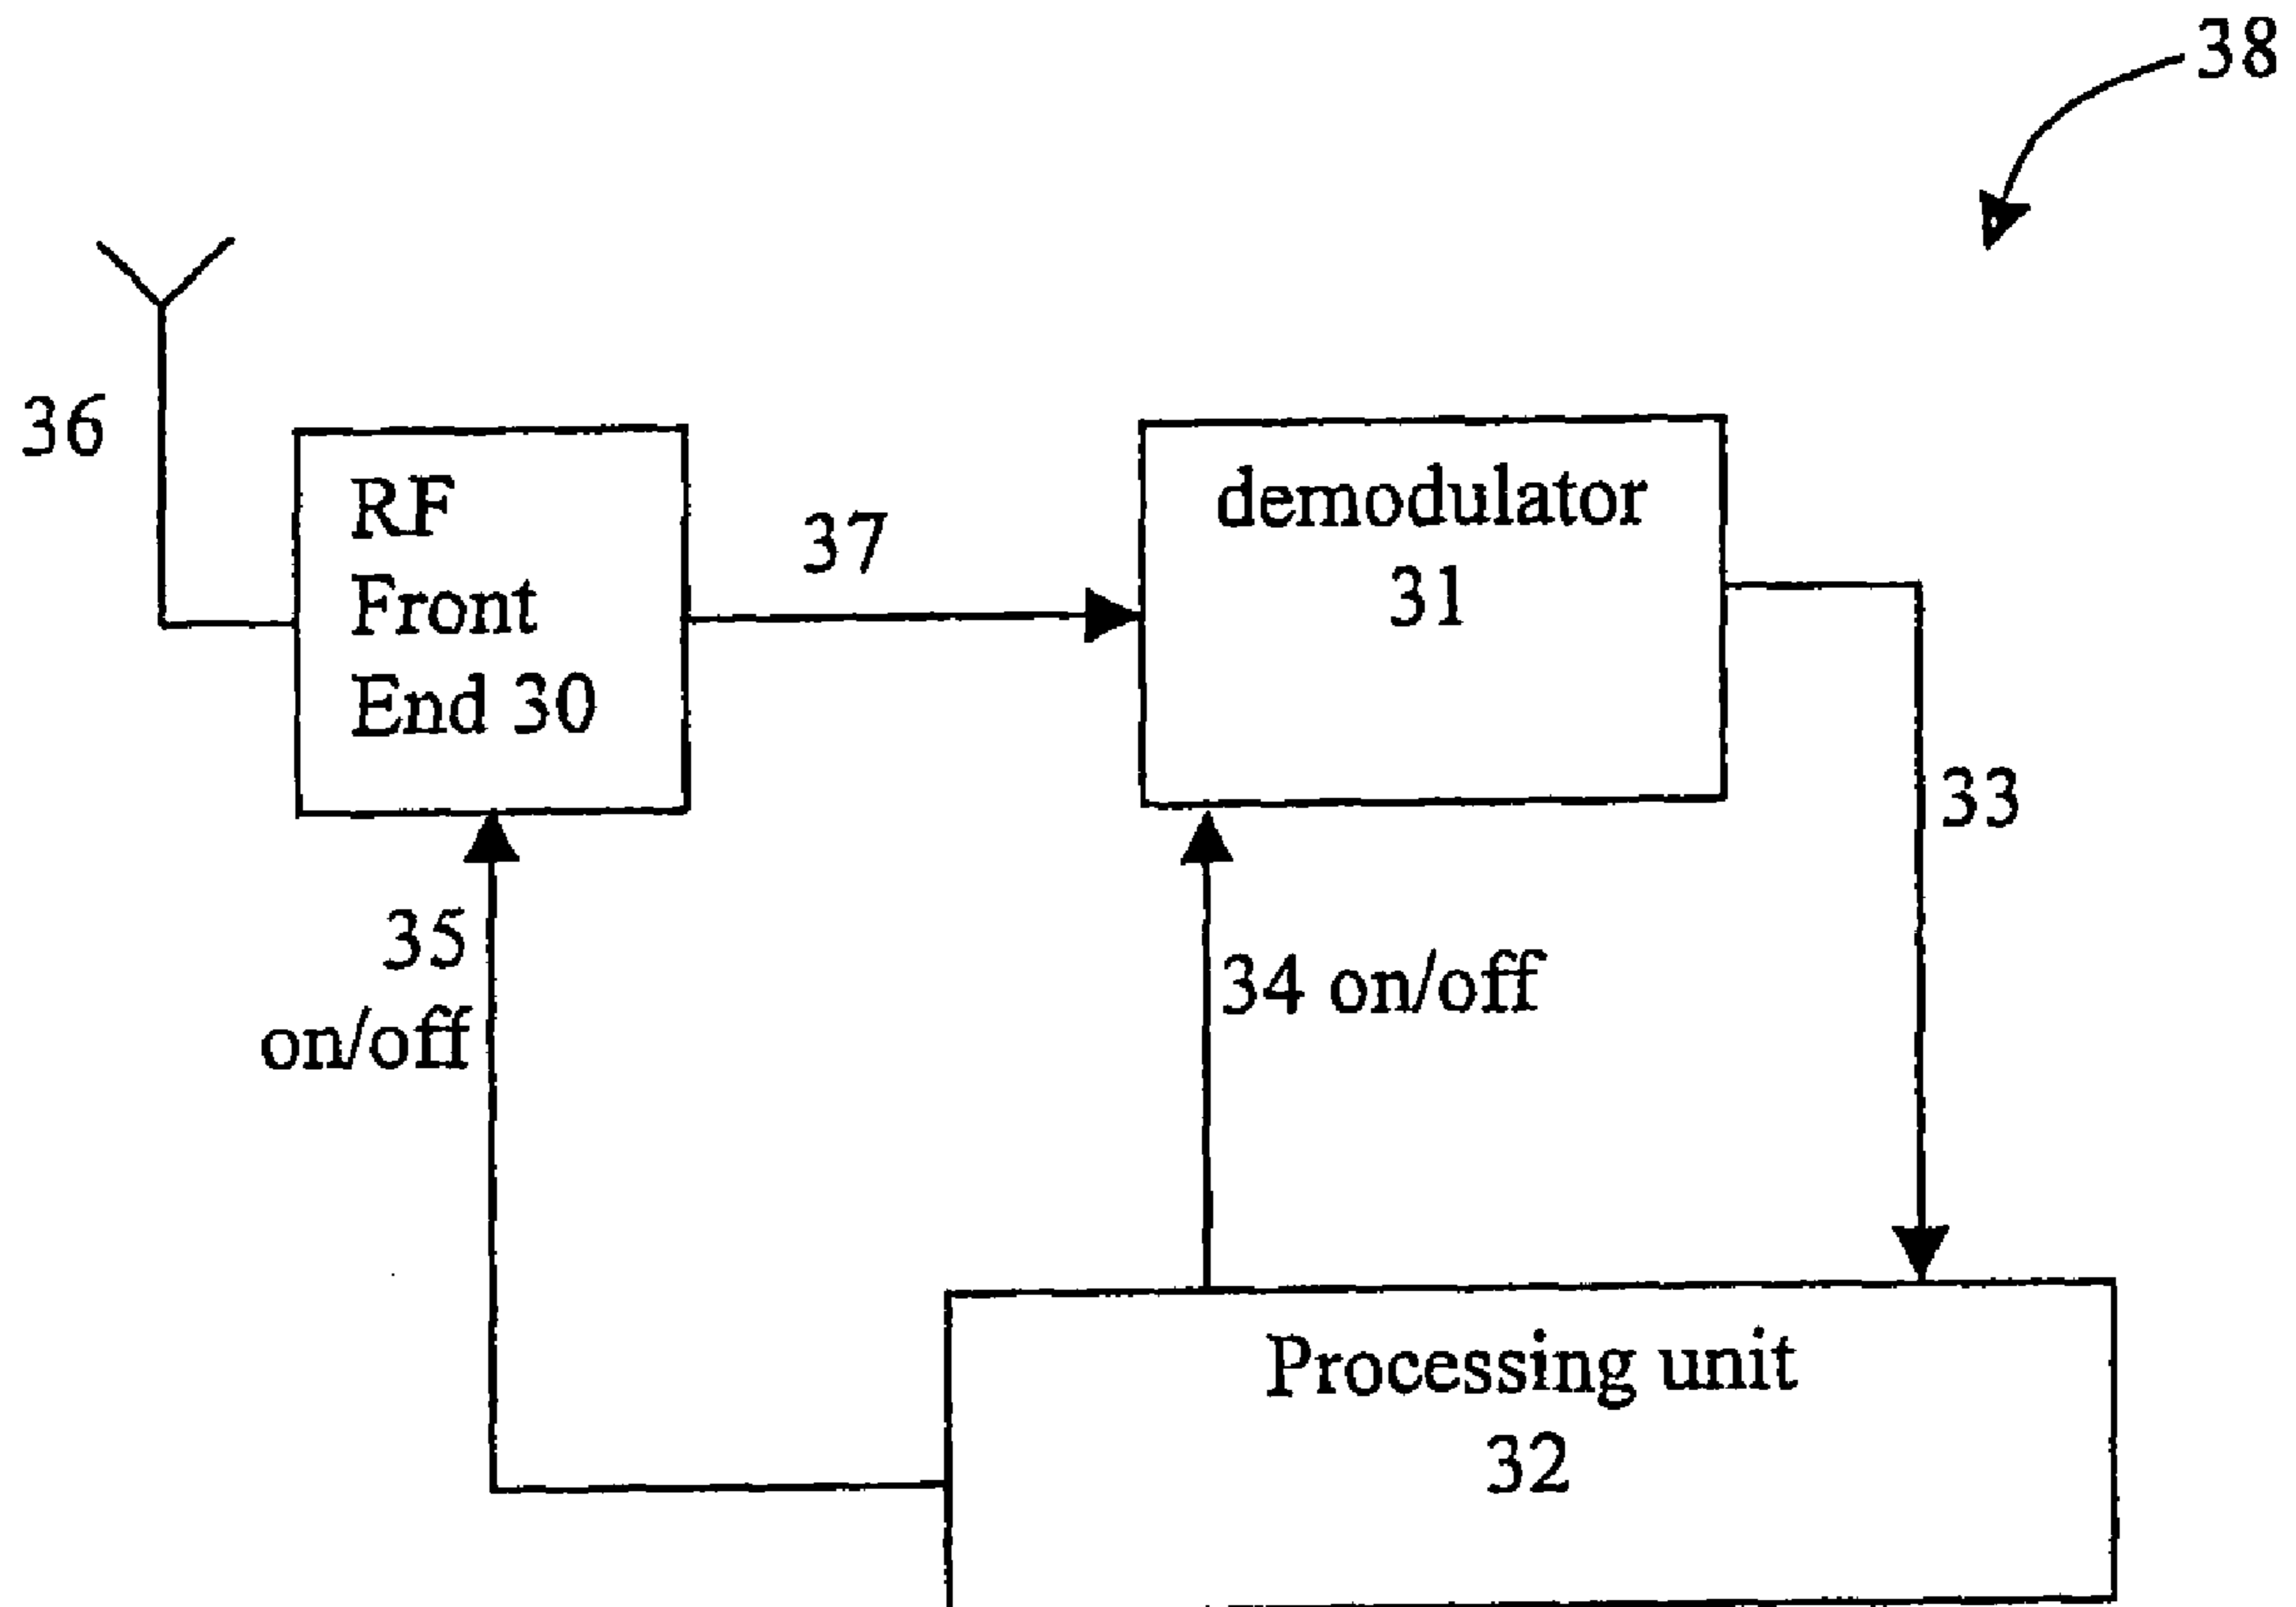 38
36
RF
Front
End 30
37
demodulator
31
33
35
on/off
34 on/off
Processing unit
32